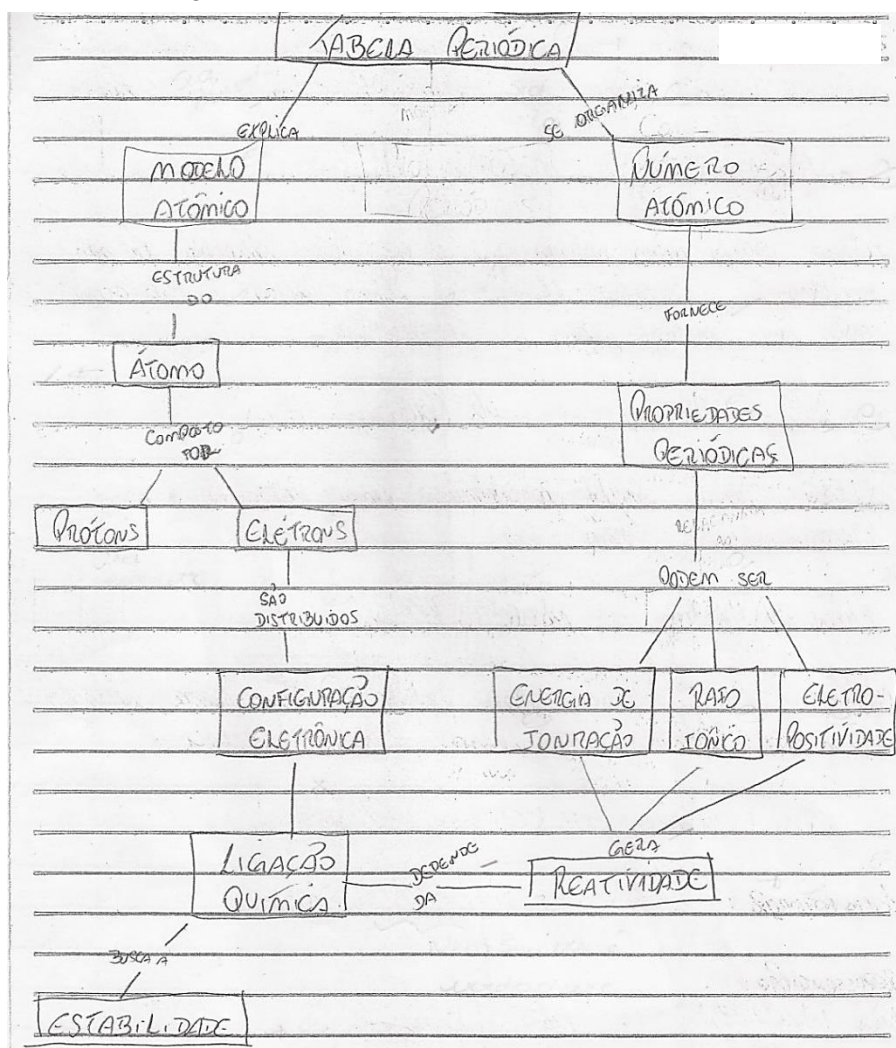 TABELA PERIÓDICA
EXPLICA
SE ORGANIZA
MODELO
ATÔMICO
NÚMERO
ATÔMICO
ESTRUTURA
DO
FORNECE
ÁTOMO
PROPRIEDADES
PERIÓDICAS
COMPOSTO
POR
PRÓTONS
ELÉTRONS
PODEM SER
SÃO
DISTRIBUIDOS
CONFIGURAÇÃO
ELETRÔNICA
ENERGIA DE
IONIZAÇÃO
RAIO
IÔNICO
ELETRO-
POSITIVIDADE
GERA
LIGAÇÃO
QUÍMICA
DEPENDE
DA
REATIVIDADE
BUSCA A
ESTABILIDADE